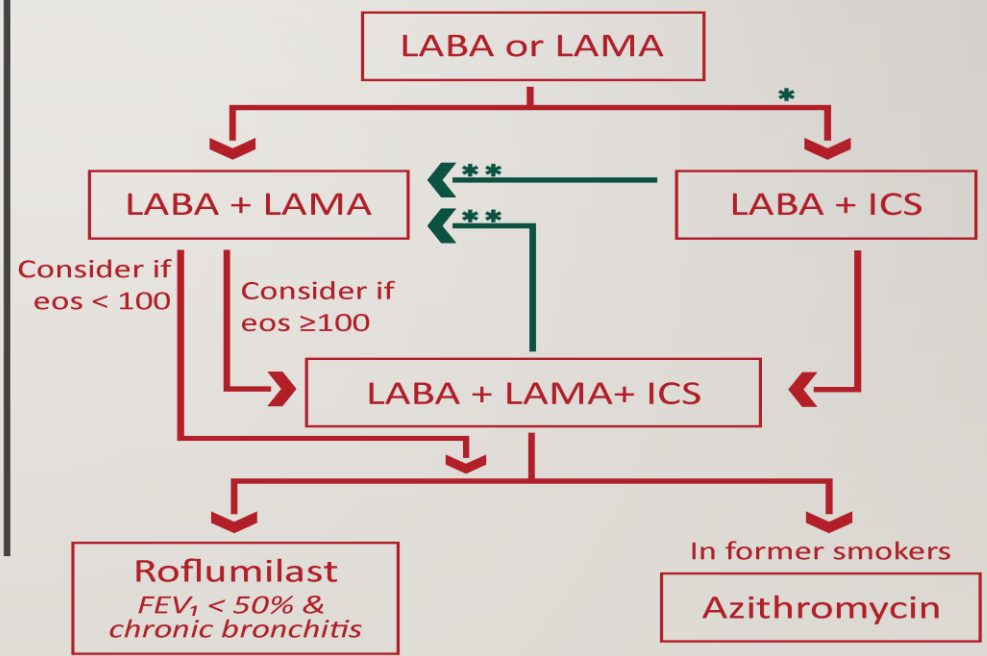 LABA or LAMA
*
**
LABA + LAMA
LABA + ICS
**
Consider if
eos < 100
Consider if
eos ≥100
LABA + LAMA+ ICS
Roflumilast
FEV₁ < 50% &
chronic bronchitis
In former smokers
Azithromycin